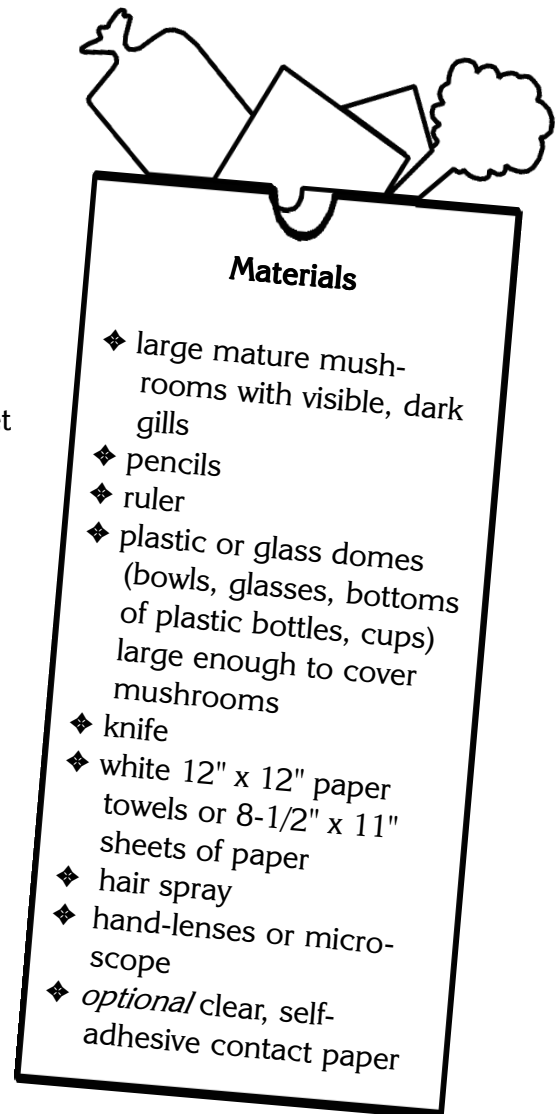 Materials
❖ large mature mush-
rooms with visible, dark
gills
❖ pencils
❖ ruler
❖ plastic or glass domes
(bowls, glasses, bottoms
of plastic bottles, cups)
large enough to cover
mushrooms
❖ knife
❖ white 12" x 12" paper
towels or 8-1/2" x 11"
sheets of paper
❖ hair spray
❖ hand-lenses or micro-
scope
❖ optional clear, self-
adhesive contact paper